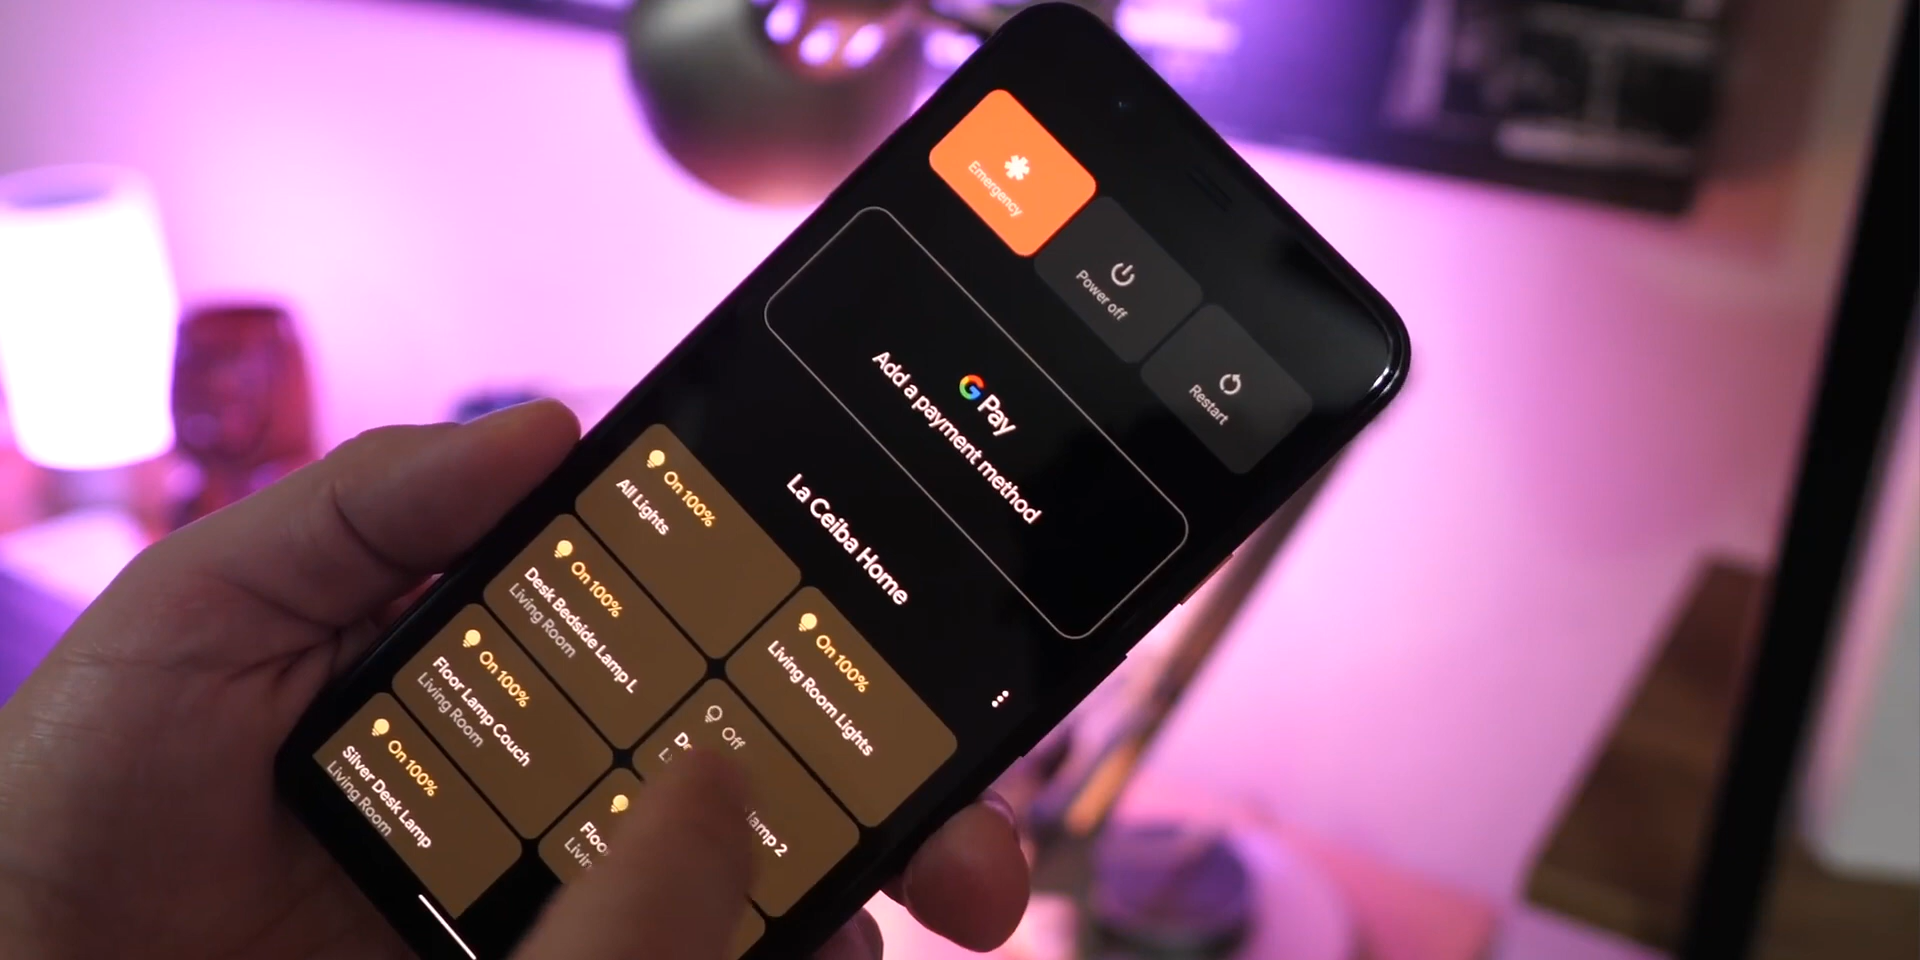 Emergency
Power off
Restart
G Pay
Add a payment method
La Ceiba Home
On 100%
All Lights
On 100%
Living Room Lights
On 100%
Desk Bedside Lamp L
Living Room
Off
lamp 2
On 100%
Floor Lamp Couch
Living Room
On 100%
Silver Desk Lamp
Living Room